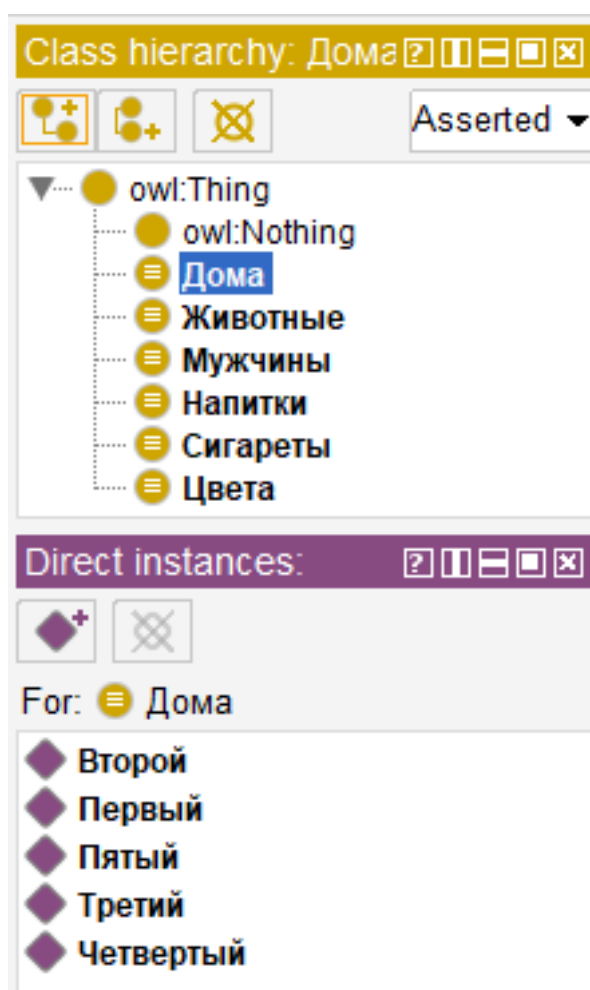 Class hierarchy: Дома
Asserted
owl:Thing
owl:Nothing
Дома
Животные
Мужчины
Напитки
Сигареты
Цвета
Direct instances:
For: Дома
Второй
Первый
Пятый
Третий
Четвертый